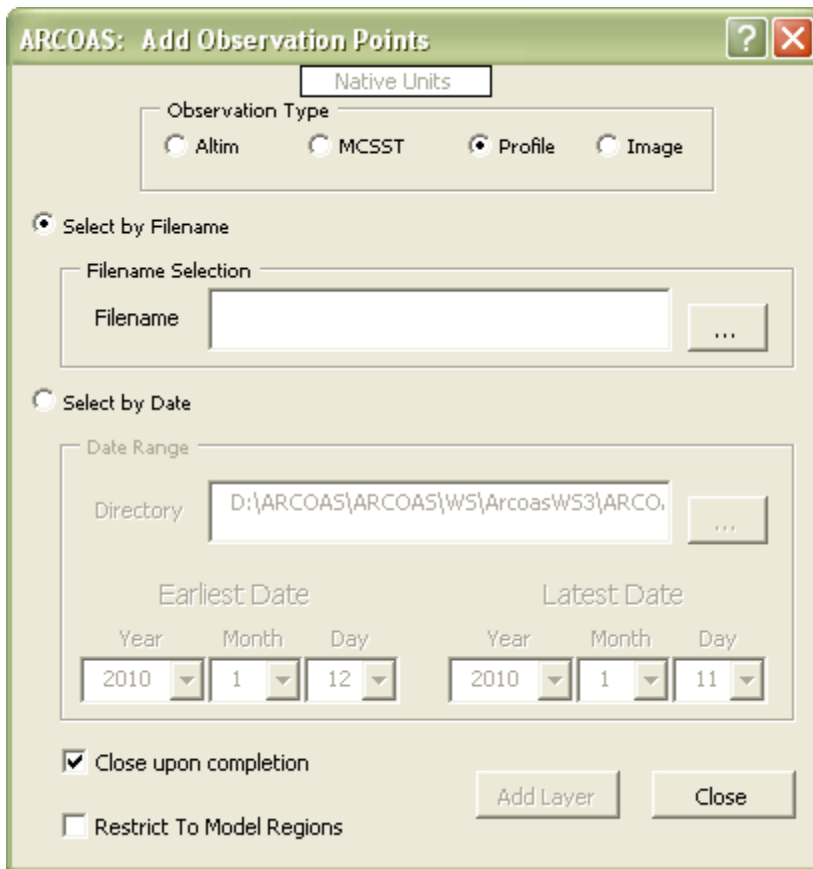 ARCOAS: Add Observation Points
Native Units
Observation Type
Altim MCSST Profile Image
Select by Filename
Filename Selection
Filename ...
Select by Date
Date Range
Directory D:\ARCOAS\ARCOAS\WS\ArcoasWS3\ARCO ...
Earliest Date Latest Date
Year Month Day Year Month Day
2010 1 12 2010 1 11
Close upon completion
Add Layer Close
Restrict To Model Regions